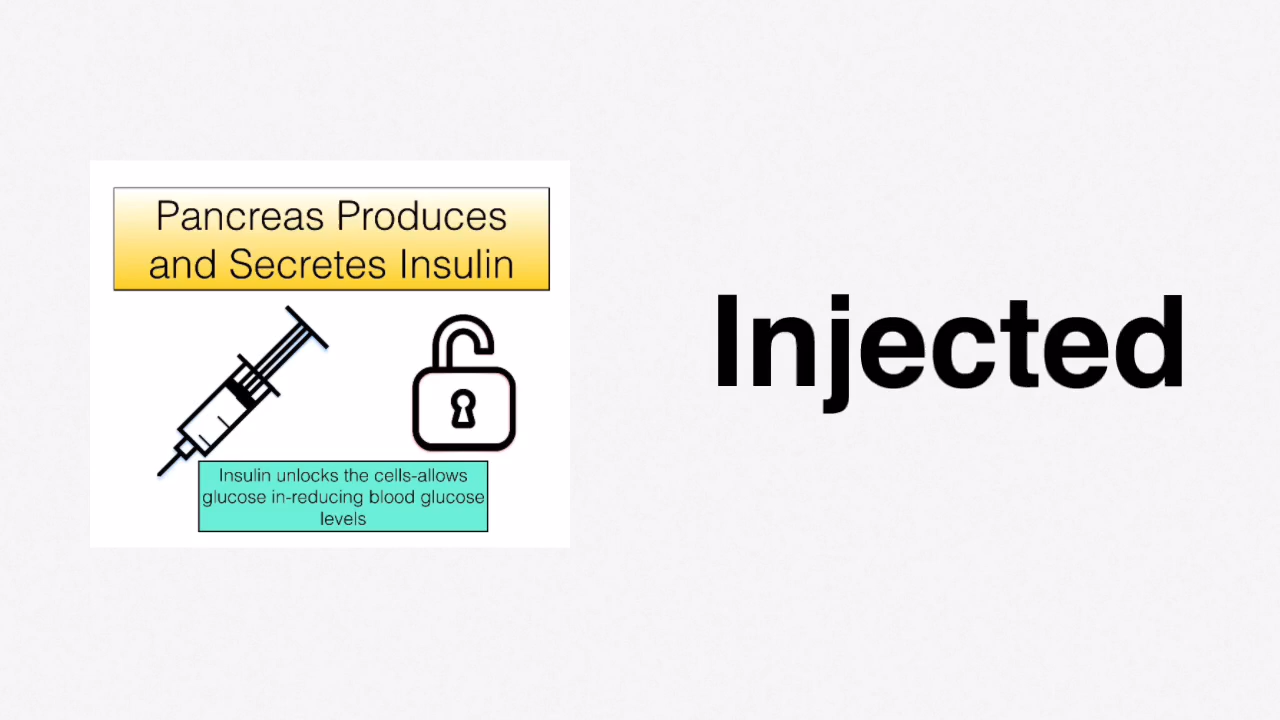 Pancreas Produces
and Secretes Insulin
Insulin unlocks the cells-allows
glucose in-reducing blood glucose
levels
Injected